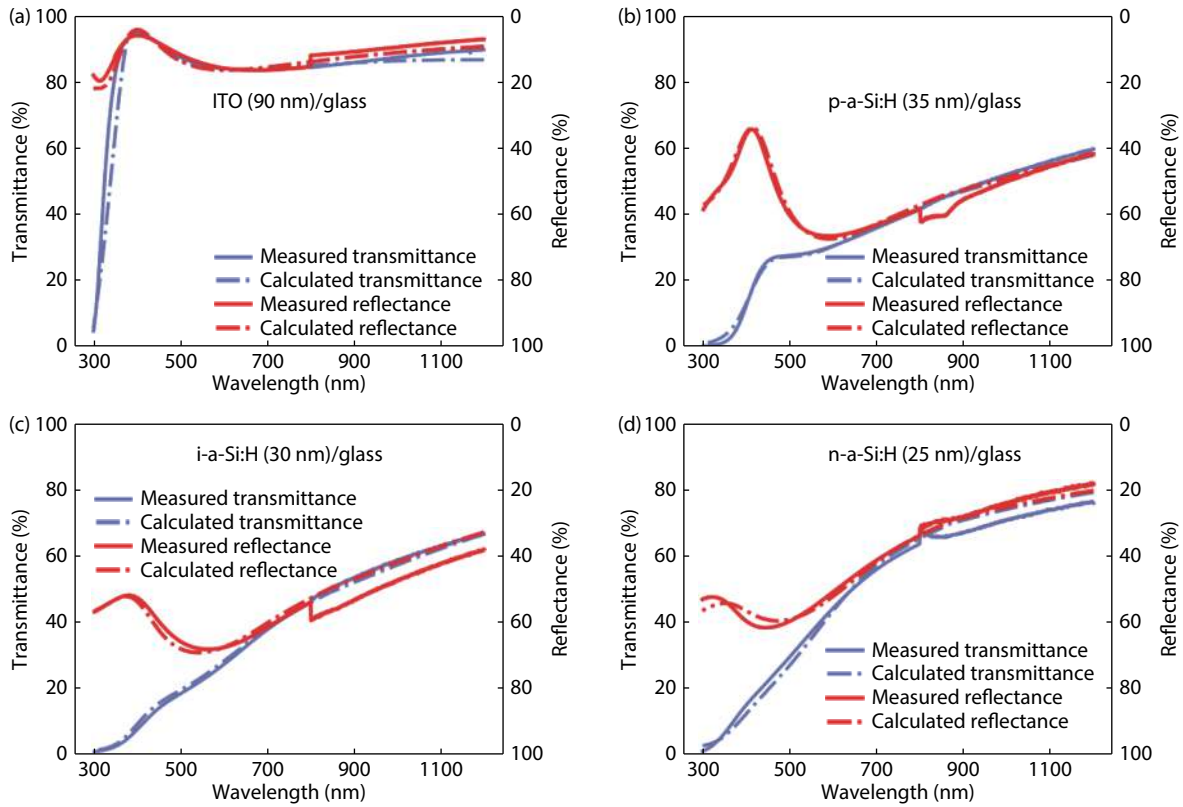 (a)
100
80
60
40
20
0
Transmittance (%)
ITO (90 nm)/glass
Measured transmittance
Calculated transmittance
Measured reflectance
Calculated reflectance
0
20
40
60
80
100
Reflectance (%)
300 500 700 900 1100
Wavelength (nm)
(b)
100
80
60
40
20
0
Transmittance (%)
p-a-Si:H (35 nm)/glass
Measured transmittance
Calculated transmittance
Measured reflectance
Calculated reflectance
0
20
40
60
80
100
Reflectance (%)
300 500 700 900 1100
Wavelength (nm)
(c)
100
80
60
40
20
0
Transmittance (%)
i-a-Si:H (30 nm)/glass
Measured transmittance
Calculated transmittance
Measured reflectance
Calculated reflectance
0
20
40
60
80
100
Reflectance (%)
300 500 700 900 1100
Wavelength (nm)
(d)
100
80
60
40
20
0
Transmittance (%)
n-a-Si:H (25 nm)/glass
Measured transmittance
Calculated transmittance
Measured reflectance
Calculated reflectance
0
20
40
60
80
100
Reflectance (%)
300 500 700 900 1100
Wavelength (nm)